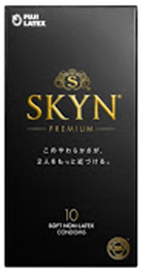 FUJI
LATEX
S
SKYN®
PREMIUM
このやわらかさが、
2人をもっと近づける。
10
SOFT NON-LATEX
CONDOMS